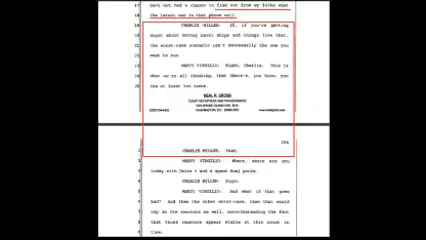 17 have not had a chance to find out from my folks what
18 the latest was in that phone call.
19 CHARLIE MILLER: If, if you're getting
20 might about moving naval ships and things like that,
21 the worst-case scenario isn't necessarily the one you
22 want to run.
23 MARTY VIRGILIO: Right, Charlie. This is
24 what we're all thinking, that there's, you know, you
25 run at least two cases.
NEAL R. GROSS
COURT REPORTERS AND TRANSCRIBERS
1323 RHODE ISLAND AVE., N.W.
(202) 234-4433 WASHINGTON, D.C. 20005-3701 www.nealrgross.com
1 CHARLIE MILLER: Yeah.
2 MARTY VIRGILIO: Where, where are you
3 today with Units 3 and 4 spend fuel pools.
4 CHARLIE MILLER: Right.
5 MARTY VIRGILIO: And what if that goes
6 bad? And then the other worst-case, then that could
7 say is the reactors as well, notwithstanding the fact
8 that those reactors appear stable at this point in
9 time.